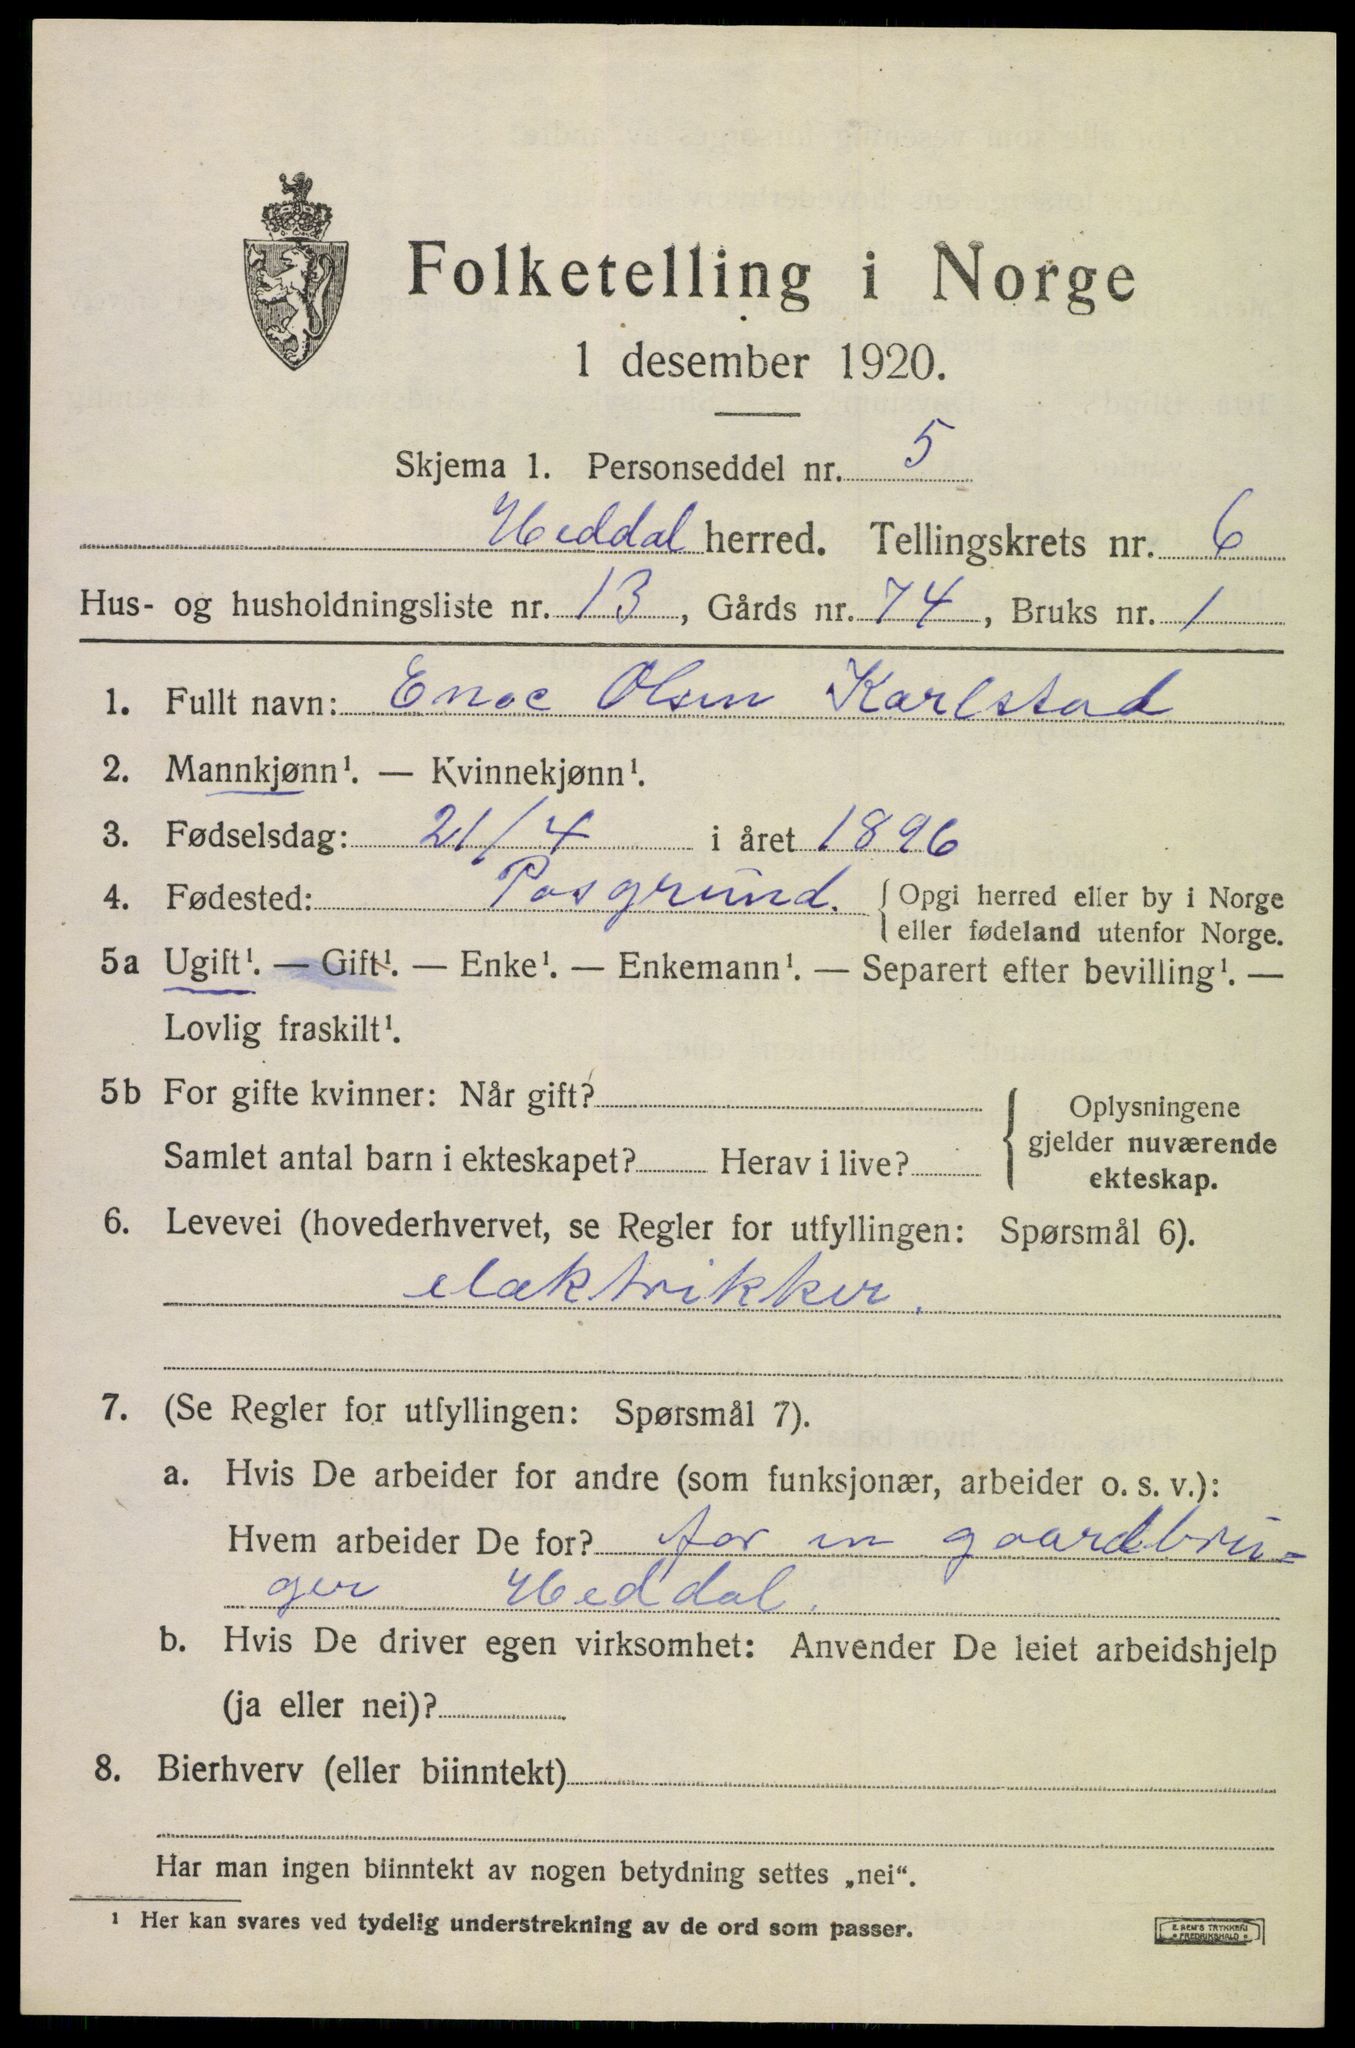 Folketelling i Norge
1 desember 1920.
Skjema 1. Personseddel nr. 5
Heddal herred. Tellingskrets nr. 6
Hus- og husholdningsliste nr. 13, Gårds nr. 74, Bruks nr. 1
1. Fullt navn: Enoc Olsen Karlstad
2. Mannkjønn¹. — Kvinnekjønn¹.
3. Fødselsdag: 21/4 i året 1896
4. Fødested: Posgrund. { Opgi herred eller by i Norge
eller fødeland utenfor Norge.
5a Ugift¹. — Gift¹. — Enke¹. — Enkemann¹. — Separert efter bevilling¹. —
Lovlig fraskilt¹.
5b For gifte kvinner: Når gift?
Samlet antal barn i ekteskapet? Herav i live?
{ Oplysningene
gjelder nuværende
ekteskap.
6. Levevei (hovederhvervet, se Regler for utfyllingen: Spørsmål 6).
elektrikker.
7. (Se Regler for utfyllingen: Spørsmål 7).
a. Hvis De arbeider for andre (som funksjonær, arbeider o. s. v.):
Hvem arbeider De for? for en gaardbru-
ger Heddal.
b. Hvis De driver egen virksomhet: Anvender De leiet arbeidshjelp
(ja eller nei)?
8. Bierhverv (eller biinntekt)
Har man ingen biinntekt av nogen betydning settes „nei“.
¹ Her kan svares ved tydelig understrekning av de ord som passer.
E. SEM'S TRYKKERI
FREDRIKSHALD